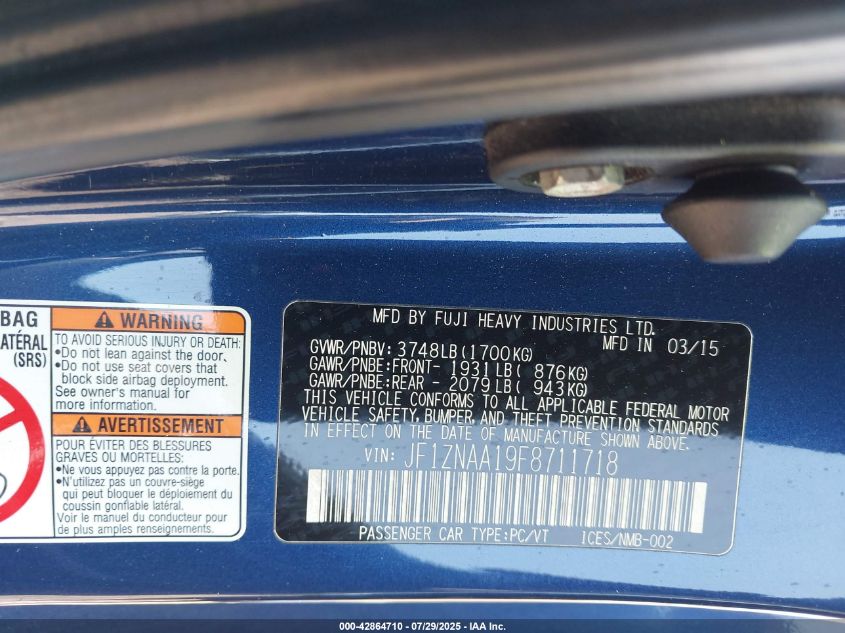 BAG
LATÉRAL
(SRS)
WARNING
TO AVOID SERIOUS INJURY OR DEATH:
•Do not lean against the door.
•Do not use seat covers that
block side airbag deployment.
See owner's manual for
more information.
AVERTISSEMENT
POUR ÉVITER DES BLESSURES
GRAVES OU MORTELLES:
•Ne vous appuyez pas contre la porte.
•N'utilizez pas un couvre-siège
qui peut bloquer le déploiement du
coussin gonflable latéral.
Voir le manuel du conducteur pour
de amples renseignements.
MFD BY FUJI HEAVY INDUSTRIES LTD.
MFD IN 03/15
GVWR/PNBV: 3748LB(1700KG)
GAWR/PNBE:FRONT- 1931LB( 876KG)
GAWR/PNBE:REAR - 2079LB( 943KG)
THIS VEHICLE CONFORMS TO ALL APPLICABLE FEDERAL MOTOR
VEHICLE SAFETY, BUMPER, AND THEFT PREVENTION STANDARDS
IN EFFECT ON THE DATE OF MANUFACTURE SHOWN ABOVE.
VIN: JF1ZNAA19F8711718
PASSENGER CAR TYPE:PC/VT ICES/NMB-002
000-42864710 - 07/29/2025 - IAA Inc.